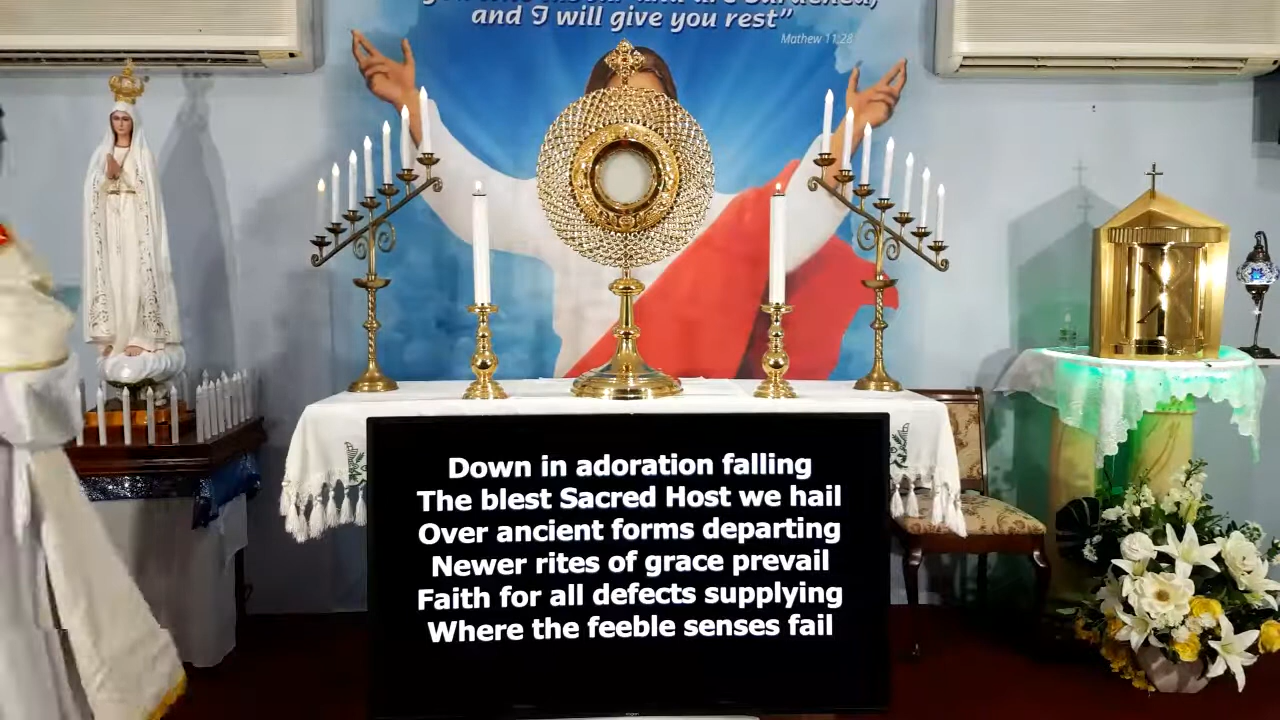 and I will give you rest”
Mathew 11:28
Down in adoration falling
The blest Sacred Host we hail
Over ancient forms departing
Newer rites of grace prevail
Faith for all defects supplying
Where the feeble senses fail